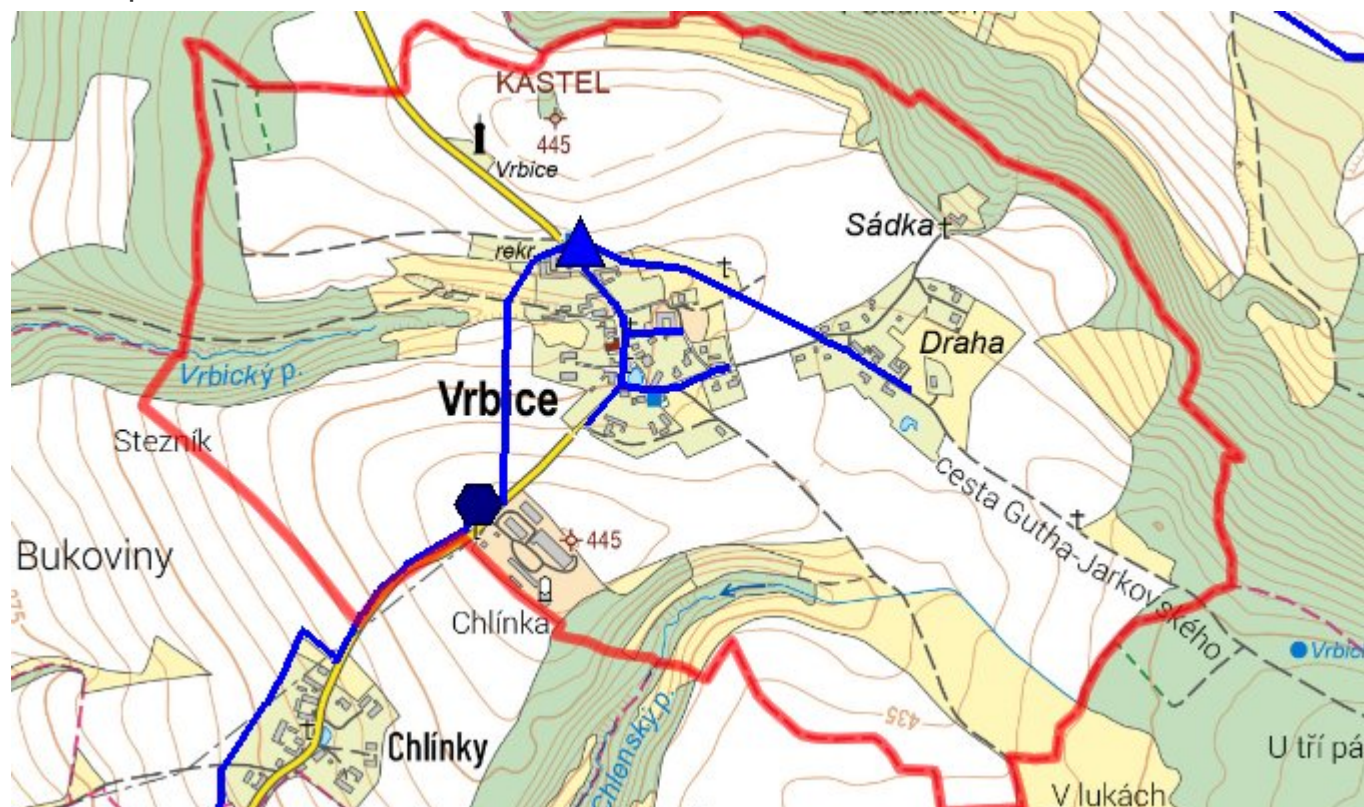 KASTEL
445
Vrbice
Sádka
rekr.
Draha
Vrbický p.
Vrbice
Stezník
cesta Gutha-Jarkovského
445
Bukoviny
Chlínka
Chlenský p.
435
Chlínky
U tří pá
V lukách